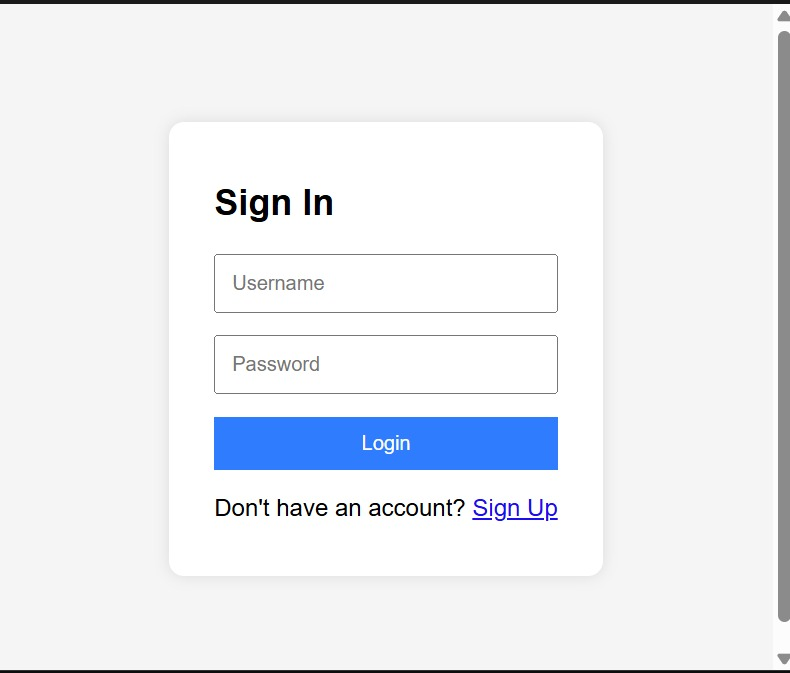 Sign In
Username
Password
Login
Don't have an account? Sign Up